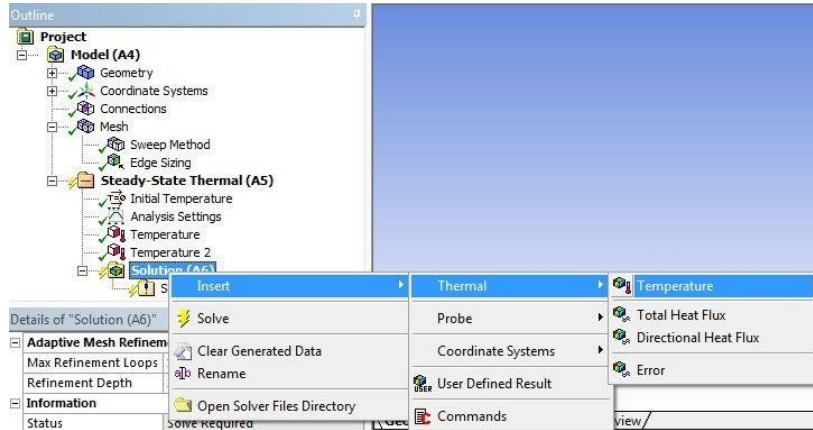 Outline
Project
Model (A4)
Geometry
Coordinate Systems
Connections
Mesh
Sweep Method
Edge Sizing
Steady-State Thermal (A5)
Initial Temperature
Analysis Settings
Temperature
Temperature 2
Solution (A6)
S
Insert
Solve
Clear Generated Data
Rename
Open Solver Files Directory
Thermal
Probe
Coordinate Systems
User Defined Result
Commands
Temperature
Total Heat Flux
Directional Heat Flux
Error
Details of "Solution (A6)"
Adaptive Mesh Refinem
Max Refinement Loops
Refinement Depth
Information
Status Solve Required
view